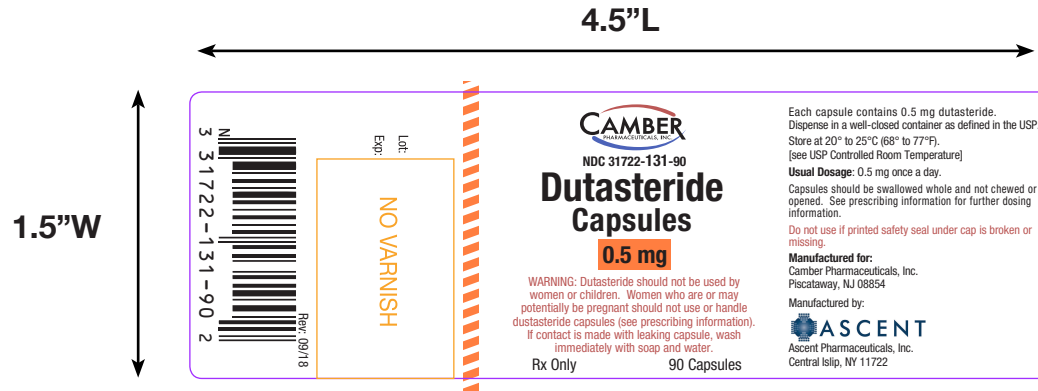 4.5”L
1.5”W
N
3 31722-131-90 2
Rev: 09/18
Lot:
Exp:
NO VARNISH
CAMBER
PHARMACEUTICALS, INC
NDC 31722-131-90
Dutasteride
Capsules
0.5 mg
WARNING: Dutasteride should not be used by
women or children. Women who are or may
potentially be pregnant should not use or handle
dustasteride capsules (see prescribing information).
If contact is made with leaking capsule, wash
immediately with soap and water.
Rx Only 90 Capsules
Each capsule contains 0.5 mg dutasteride.
Dispense in a well-closed container as defined in the USP.
Store at 20° to 25°C (68° to 77°F).
[see USP Controlled Room Temperature]
Usual Dosage: 0.5 mg once a day.
Capsules should be swallowed whole and not chewed or
opened. See prescribing information for further dosing
information.
Do not use if printed safety seal under cap is broken or
missing.
Manufactured for:
Camber Pharmaceuticals, Inc.
Piscataway, NJ 08854
Manufactured by:
ASCENT
Ascent Pharmaceuticals, Inc.
Central Islip, NY 11722